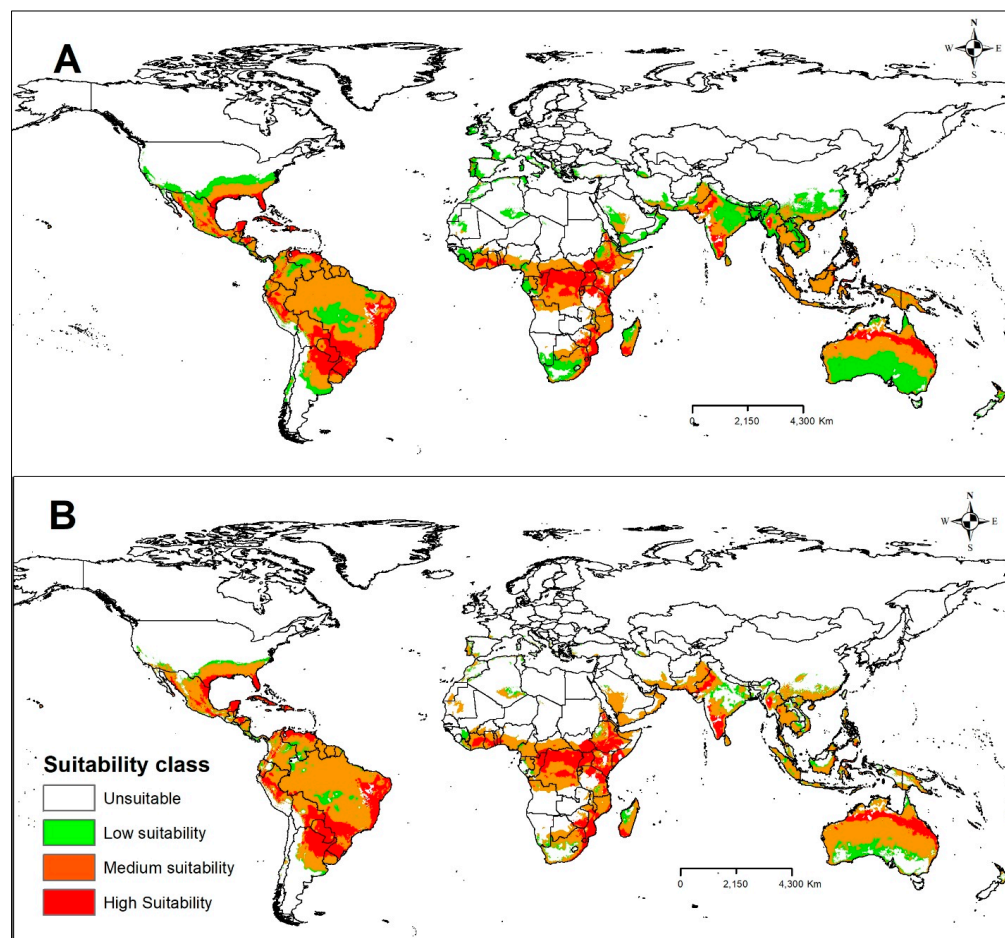 A
N
W E
S
0 2,150 4,300 Km
B
N
W E
S
Suitability class
Unsuitable
Low suitability
Medium suitability
High Suitability
0 2,150 4,300 Km